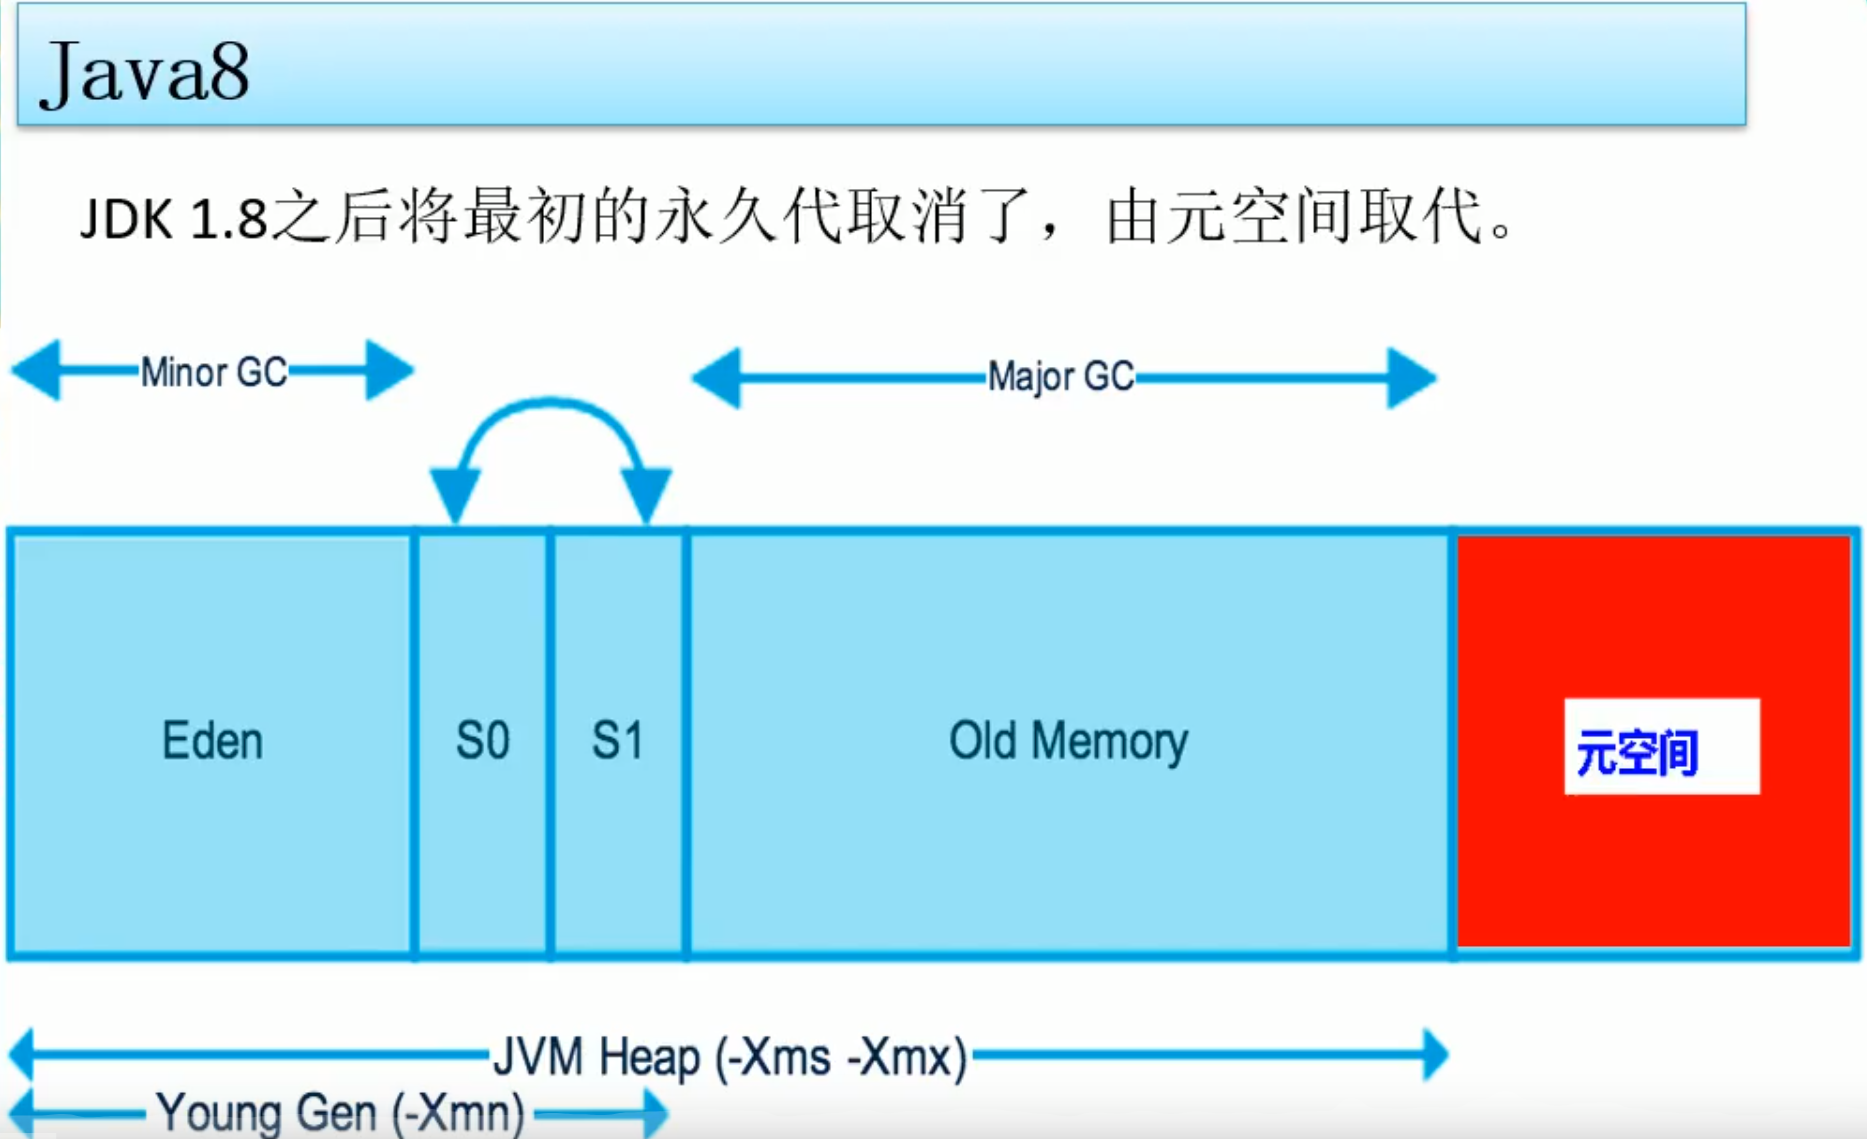 Java8
JDK 1.8之后将最初的永久代取消了，由元空间取代。
Minor GC
Major GC
Eden
S0
S1
Old Memory
元空间
JVM Heap (-Xms -Xmx)
Young Gen (-Xmn)